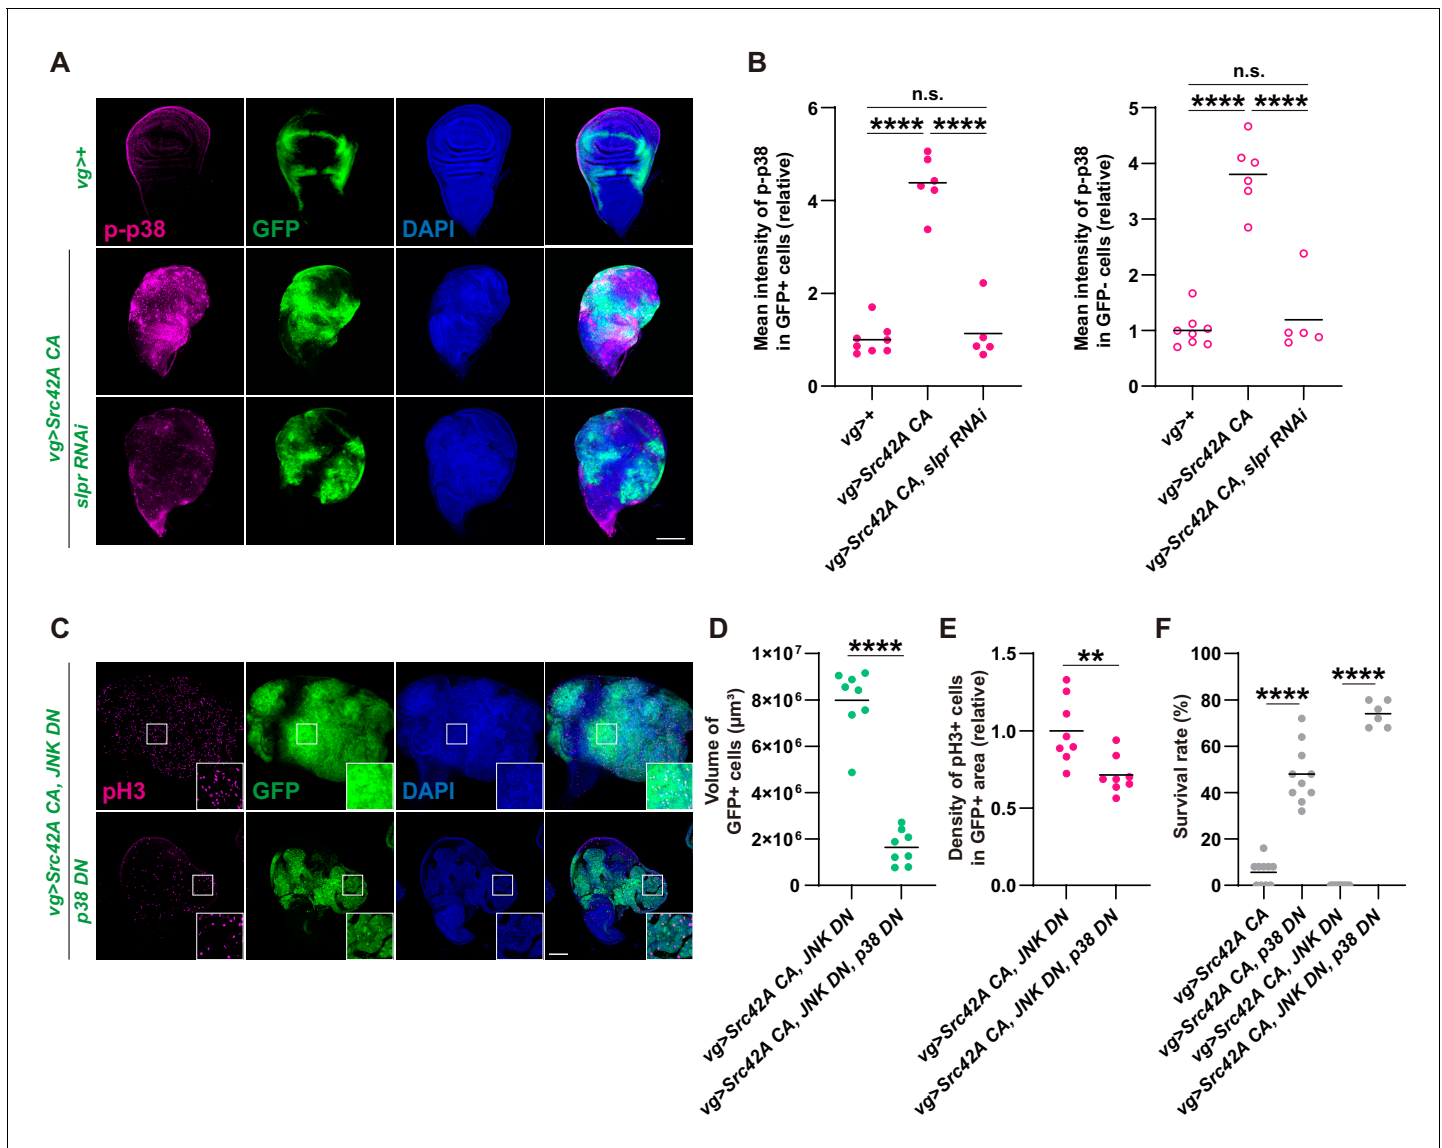 A
vg>+
p-p38
GFP
DAPI
vg>Src42A CA
slpr RNAi
B
Mean intensity of p-p38
in GFP+ cells (relative)
6
4
2
0
n.s.
**** ****
vg>+
vg>Src42A CA
vg>Src42A CA, slpr RNAi
Mean intensity of p-p38
in GFP- cells (relative)
5
4
3
2
1
0
n.s.
**** ****
vg>+
vg>Src42A CA
vg>Src42A CA, slpr RNAi
C
vg>Src42A CA, JNK DN
p38 DN
pH3
GFP
DAPI
D
Volume of
GFP+ cells (µm³)
1×10⁷
8×10⁶
6×10⁶
4×10⁶
2×10⁶
0
****
vg>Src42A CA, JNK DN
vg>Src42A CA, JNK DN, p38 DN
E
Density of pH3+ cells
in GFP+ area (relative)
1.5
1.0
0.5
0.0
**
vg>Src42A CA, JNK DN
vg>Src42A CA, JNK DN, p38 DN
F
Survival rate (%)
100
80
60
40
20
0
****
****
vg>Src42A CA
vg>Src42A CA, p38 DN
vg>Src42A CA, JNK DN
vg>Src42A CA, JNK DN, p38 DN